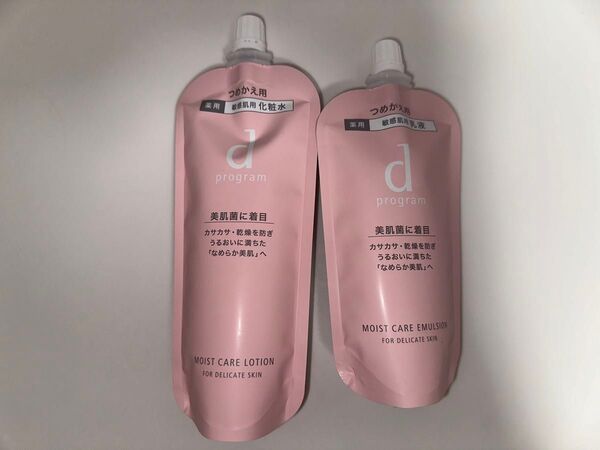 つめかえ用
薬用 敏感肌用 化粧水
d
program
美肌菌に着目
カサカサ・乾燥を防ぎ
うるおいに満ちた
「なめらか美肌」へ
MOIST CARE LOTION
FOR DELICATE SKIN
つめかえ用
薬用 敏感肌用 乳液
d
program
美肌菌に着目
カサカサ・乾燥を防ぎ
うるおいに満ちた
「なめらか美肌」へ
MOIST CARE EMULSION
FOR DELICATE SKIN